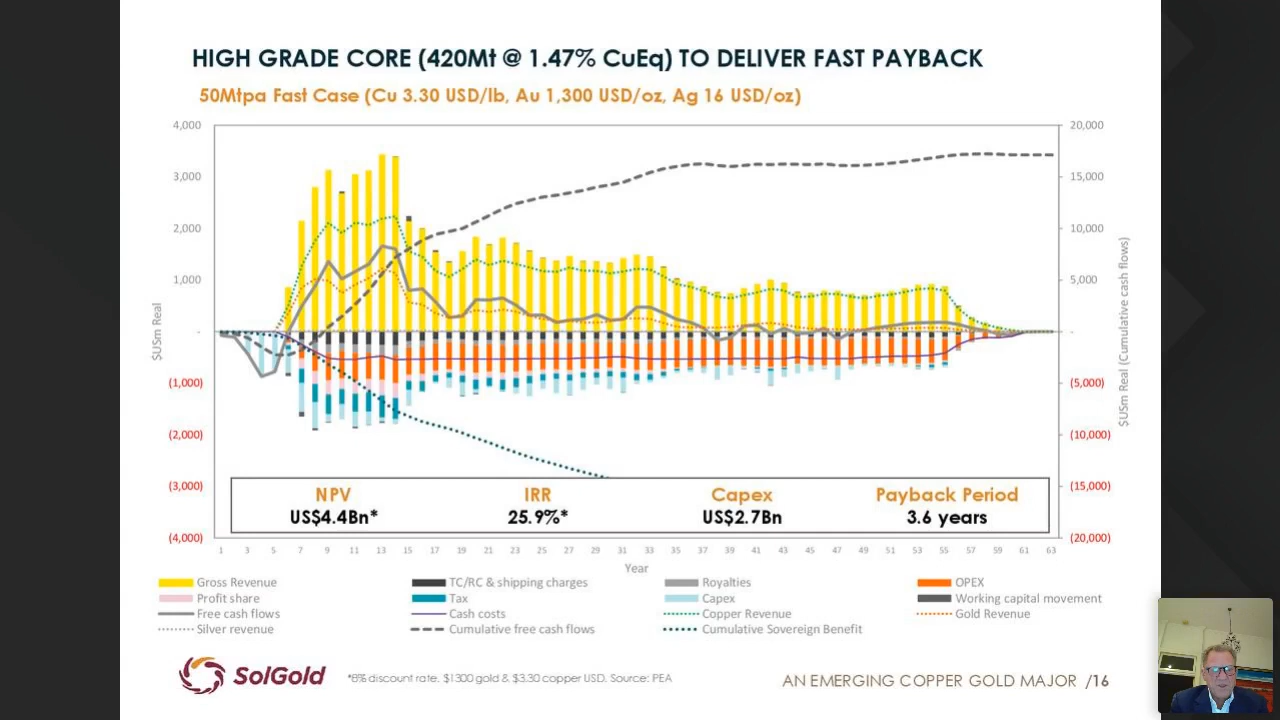 HIGH GRADE CORE (420Mt @ 1.47% CuEq) TO DELIVER FAST PAYBACK
50Mtpa Fast Case (Cu 3.30 USD/lb, Au 1,300 USD/oz, Ag 16 USD/oz)
4,000 20,000
3,000 15,000
2,000 10,000
1,000 5,000
- -
(1,000) (5,000)
(2,000) (10,000)
(3,000) (15,000)
(4,000) (20,000)
$USm Real
$USm Real (Cumulative cash flows)
NPV IRR Capex Payback Period
US$4.4Bn* 25.9%* US$2.7Bn 3.6 years
1 3 5 7 9 11 13 15 17 19 21 23 25 27 29 31 33 35 37 39 41 43 45 47 49 51 53 55 57 59 61 63
Year
Gross Revenue TC/RC & shipping charges Royalties OPEX
Profit share Tax Capex Working capital movement
Free cash flows Cash costs Copper Revenue Gold Revenue
Silver revenue Cumulative free cash flows Cumulative Sovereign Benefit
SolGold *8% discount rate, $1300 gold & $3.30 copper USD. Source: PEA AN EMERGING COPPER GOLD MAJOR /16